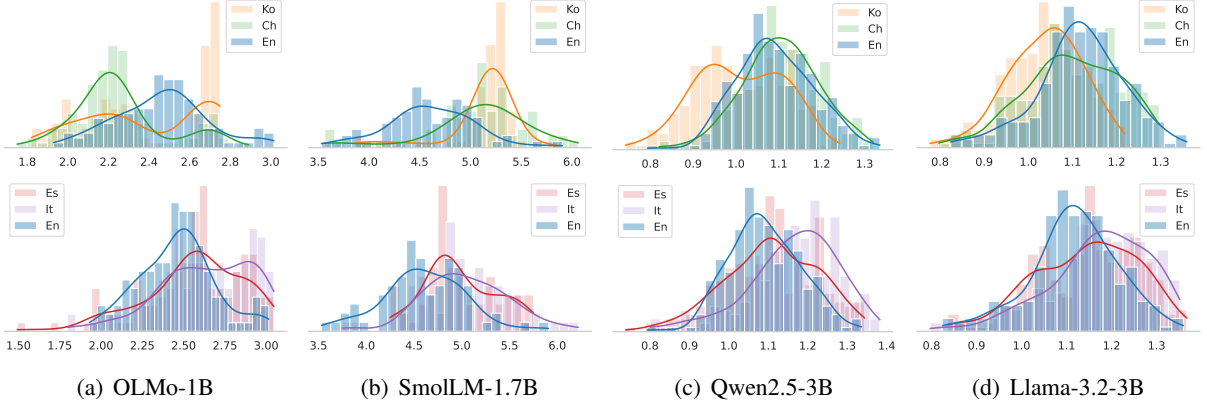 Ko
Ch
En
1.8 2.0 2.2 2.4 2.6 2.8 3.0
Ko
Ch
En
3.5 4.0 4.5 5.0 5.5 6.0
Ko
Ch
En
0.8 0.9 1.0 1.1 1.2 1.3
Ko
Ch
En
0.8 0.9 1.0 1.1 1.2 1.3
Es
It
En
1.50 1.75 2.00 2.25 2.50 2.75 3.00
Es
It
En
3.5 4.0 4.5 5.0 5.5 6.0
Es
It
En
0.8 0.9 1.0 1.1 1.2 1.3 1.4
Es
It
En
0.8 0.9 1.0 1.1 1.2 1.3
(a) OLMo-1B
(b) SmolLM-1.7B
(c) Qwen2.5-3B
(d) Llama-3.2-3B